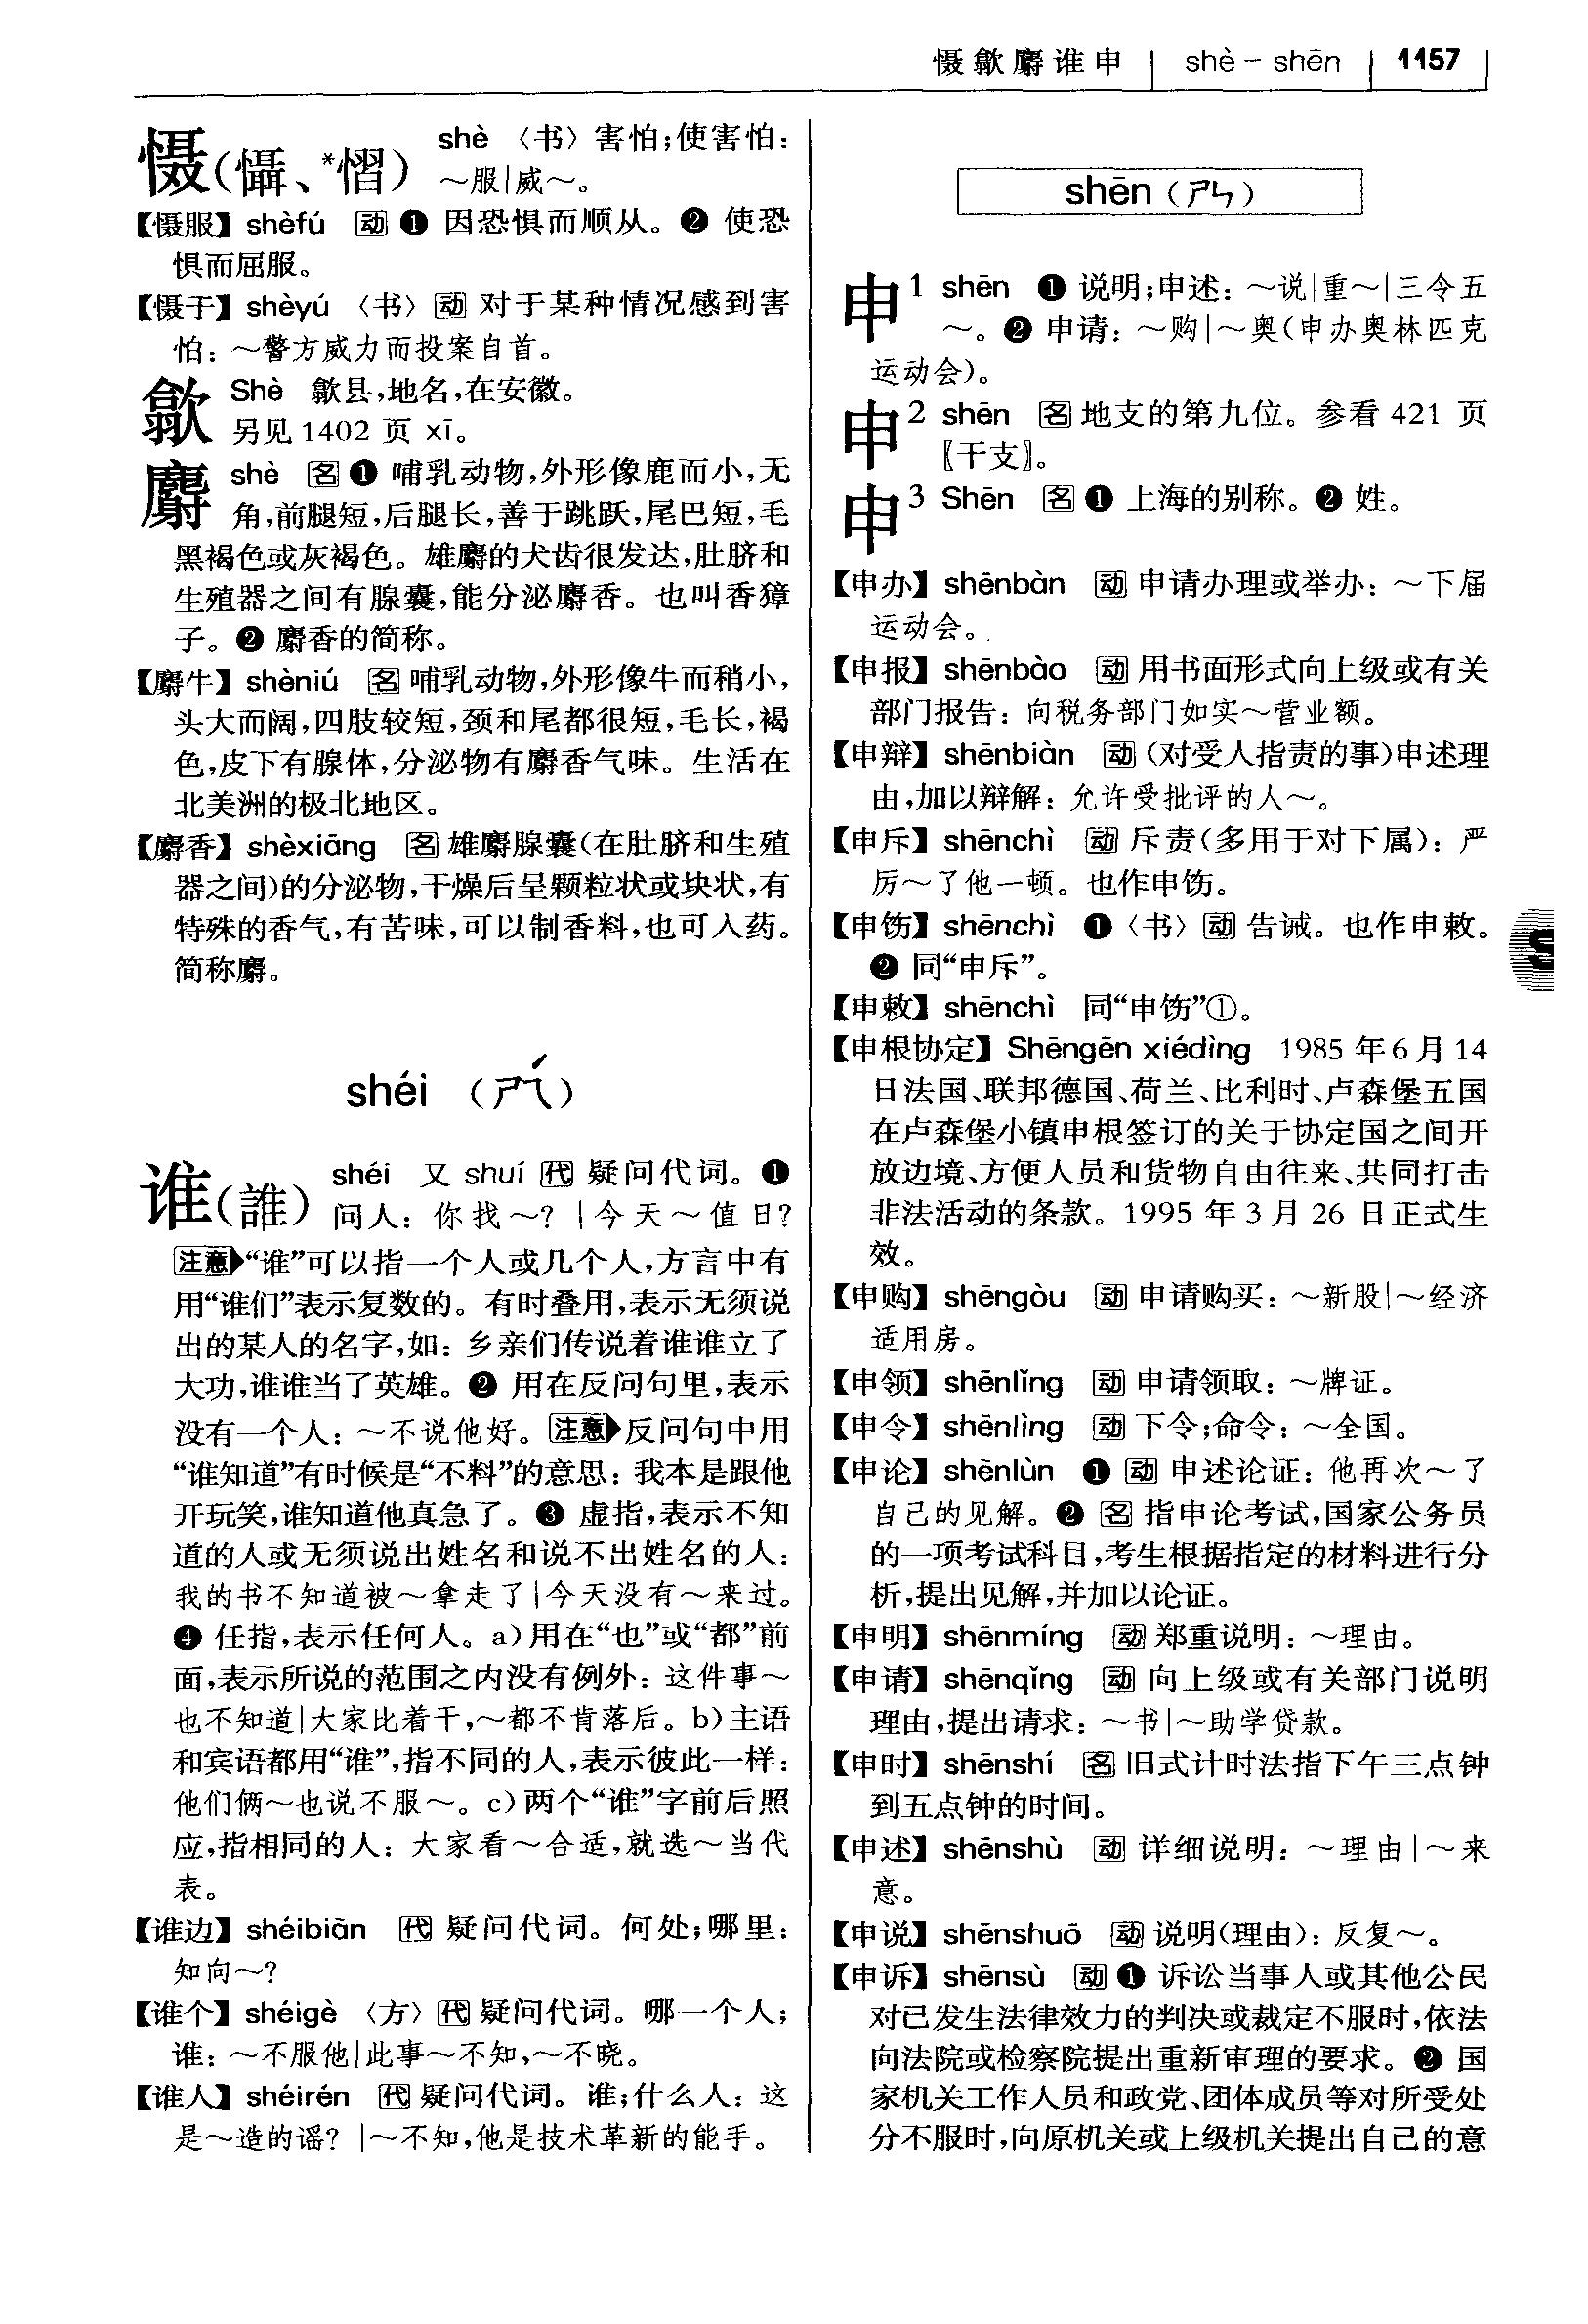 慑歙麝谁申 shè－shēn 1157
慑(懾、*慴) shè 〈书〉害怕;使害怕:
～服|威～。
【慑服】shèfú 动 ❶ 因恐惧而顺从。❷ 使恐
惧而屈服。
【慑于】shèyú 〈书〉动 对于某种情况感到害
怕: ～警方威力而投案自首。
歙 Shè 歙县,地名,在安徽。
另见1402 页 xī。
麝 shè 名 ❶ 哺乳动物,外形像鹿而小,无
角,前腿短,后腿长,善于跳跃,尾巴短,毛
黑褐色或灰褐色。雄麝的犬齿很发达,肚脐和
生殖器之间有腺囊,能分泌麝香。也叫香獐
子。❷ 麝香的简称。
【麝牛】shèniú 名 哺乳动物,外形像牛而稍小,
头大而阔,四肢较短,颈和尾都很短,毛长,褐
色,皮下有腺体,分泌物有麝香气味。生活在
北美洲的极北地区。
【麝香】shèxiāng 名 雄麝腺囊(在肚脐和生殖
器之间)的分泌物,干燥后呈颗粒状或块状,有
特殊的香气,有苦味,可以制香料,也可入药。
简称麝。
shéi (ㄕㄟˊ)
谁(誰) shéi 又 shuí 代 疑问代词。❶
问人: 你找～? |今天～值日?
注意▶“谁”可以指一个人或几个人,方言中有
用“谁们”表示复数的。有时叠用,表示无须说
出的某人的名字,如: 乡亲们传说着谁谁立了
大功,谁谁当了英雄。❷ 用在反问句里,表示
没有一个人: ～不说他好。注意▶反问句中用
“谁知道”有时候是“不料”的意思: 我本是跟他
开玩笑,谁知道他真急了。❸ 虚指,表示不知
道的人或无须说出姓名和说不出姓名的人:
我的书不知道被～拿走了|今天没有～来过。
❹ 任指,表示任何人。a)用在“也”或“都”前
面,表示所说的范围之内没有例外: 这件事～
也不知道|大家比着干,～都不肯落后。b)主语
和宾语都用“谁”,指不同的人,表示彼此一样:
他们俩～也说不服～。c)两个“谁”字前后照
应,指相同的人: 大家看～合适,就选～当代
表。
【谁边】shéibiān 代 疑问代词。何处;哪里:
知向～?
【谁个】shéigè 〈方〉代 疑问代词。哪一个人;
谁: ～不服他|此事～不知,～不晓。
【谁人】shéirén 代 疑问代词。谁;什么人: 这
是～造的谣? |～不知,他是技术革新的能手。
shēn (ㄕㄣ)
申1 shēn ❶ 说明;申述: ～说|重～|三令五
～。❷ 申请: ～购|～奥(申办奥林匹克
运动会)。
申2 shēn 名 地支的第九位。参看 421 页
〖干支〗。
申3 Shēn 名 ❶ 上海的别称。❷ 姓。
【申办】shēnbàn 动 申请办理或举办: ～下届
运动会。
【申报】shēnbào 动 用书面形式向上级或有关
部门报告: 向税务部门如实～营业额。
【申辩】shēnbiàn 动 (对受人指责的事)申述理
由,加以辩解: 允许受批评的人～。
【申斥】shēnchì 动 斥责(多用于对下属): 严
厉～了他一顿。也作申饬。
【申饬】shēnchì ❶〈书〉动 告诫。也作申敕。
❷ 同“申斥”。
【申敕】shēnchì 同“申饬”①。
【申根协定】Shēngēn xiédìng 1985 年6月14
日法国、联邦德国、荷兰、比利时、卢森堡五国
在卢森堡小镇申根签订的关于协定国之间开
放边境、方便人员和货物自由往来、共同打击
非法活动的条款。1995 年 3 月 26 日正式生
效。
【申购】shēngòu 动 申请购买: ～新股|～经济
适用房。
【申领】shēnlǐng 动 申请领取: ～牌证。
【申令】shēnlìng 动 下令;命令: ～全国。
【申论】shēnlùn ❶ 动 申述论证: 他再次～了
自己的见解。❷ 名 指申论考试,国家公务员
的一项考试科目,考生根据指定的材料进行分
析,提出见解,并加以论证。
【申明】shēnmíng 动 郑重说明: ～理由。
【申请】shēnqǐng 动 向上级或有关部门说明
理由,提出请求: ～书|～助学贷款。
【申时】shēnshí 名 旧式计时法指下午三点钟
到五点钟的时间。
【申述】shēnshù 动 详细说明: ～理由|～来
意。
【申说】shēnshuō 动 说明(理由): 反复～。
【申诉】shēnsù 动 ❶ 诉讼当事人或其他公民
对已发生法律效力的判决或裁定不服时,依法
向法院或检察院提出重新审理的要求。❷ 国
家机关工作人员和政党、团体成员等对所受处
分不服时,向原机关或上级机关提出自己的意
S